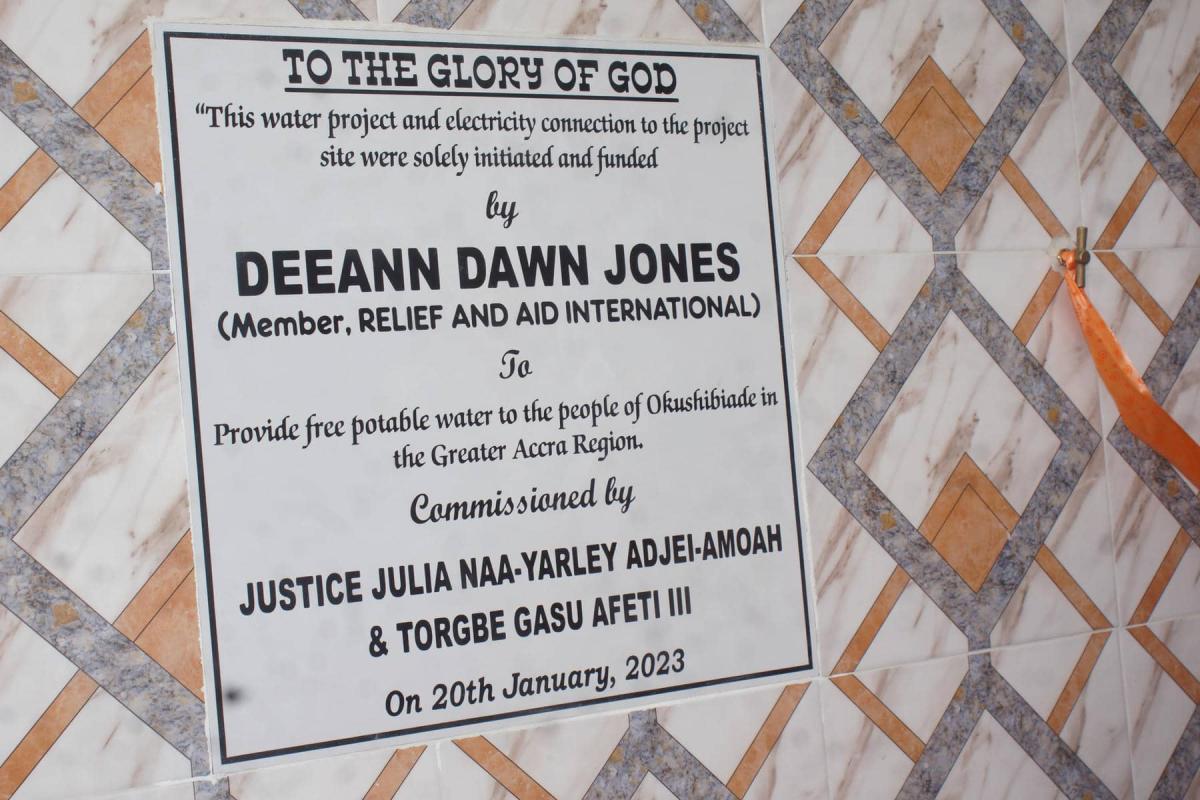 TO THE GLORY OF GOD
“This water project and electricity connection to the project
site were solely initiated and funded
by
DEEANN DAWN JONES
(Member, RELIEF AND AID INTERNATIONAL)
To
Provide free potable water to the people of Okushibiade in
the Greater Accra Region.
Commissioned by
JUSTICE JULIA NAA-YARLEY ADJEI-AMOAH
& TORGBE GASU AFETI III
On 20th January, 2023